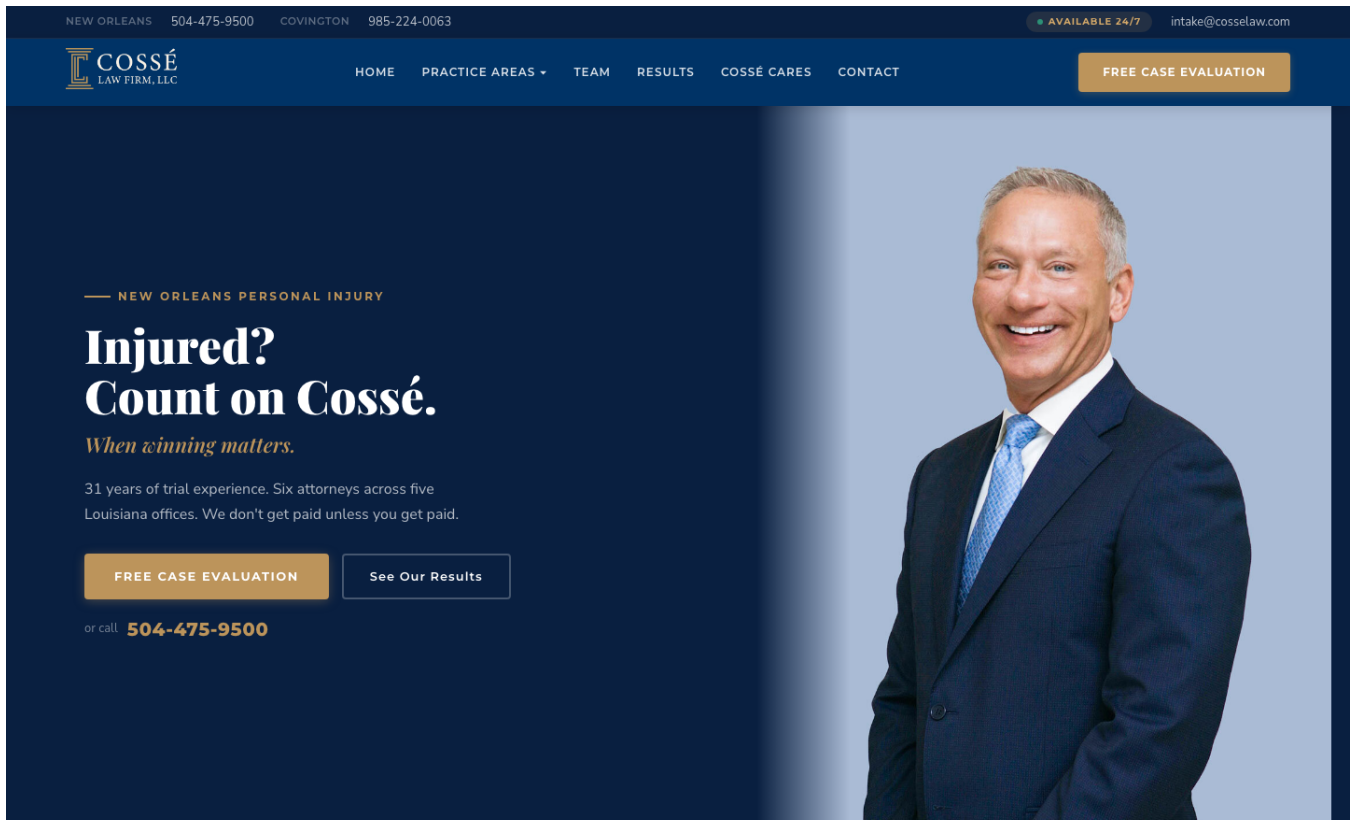 NEW ORLEANS 504-475-9500 COVINGTON 985-224-0063 AVAILABLE 24/7 intake@cosselaw.com
COSSÉ
LAW FIRM, LLC
HOME PRACTICE AREAS TEAM RESULTS COSSÉ CARES CONTACT FREE CASE EVALUATION
NEW ORLEANS PERSONAL INJURY
Injured?
Count on Cossé.
When winning matters.
31 years of trial experience. Six attorneys across five
Louisiana offices. We don't get paid unless you get paid.
FREE CASE EVALUATION See Our Results
or call 504-475-9500